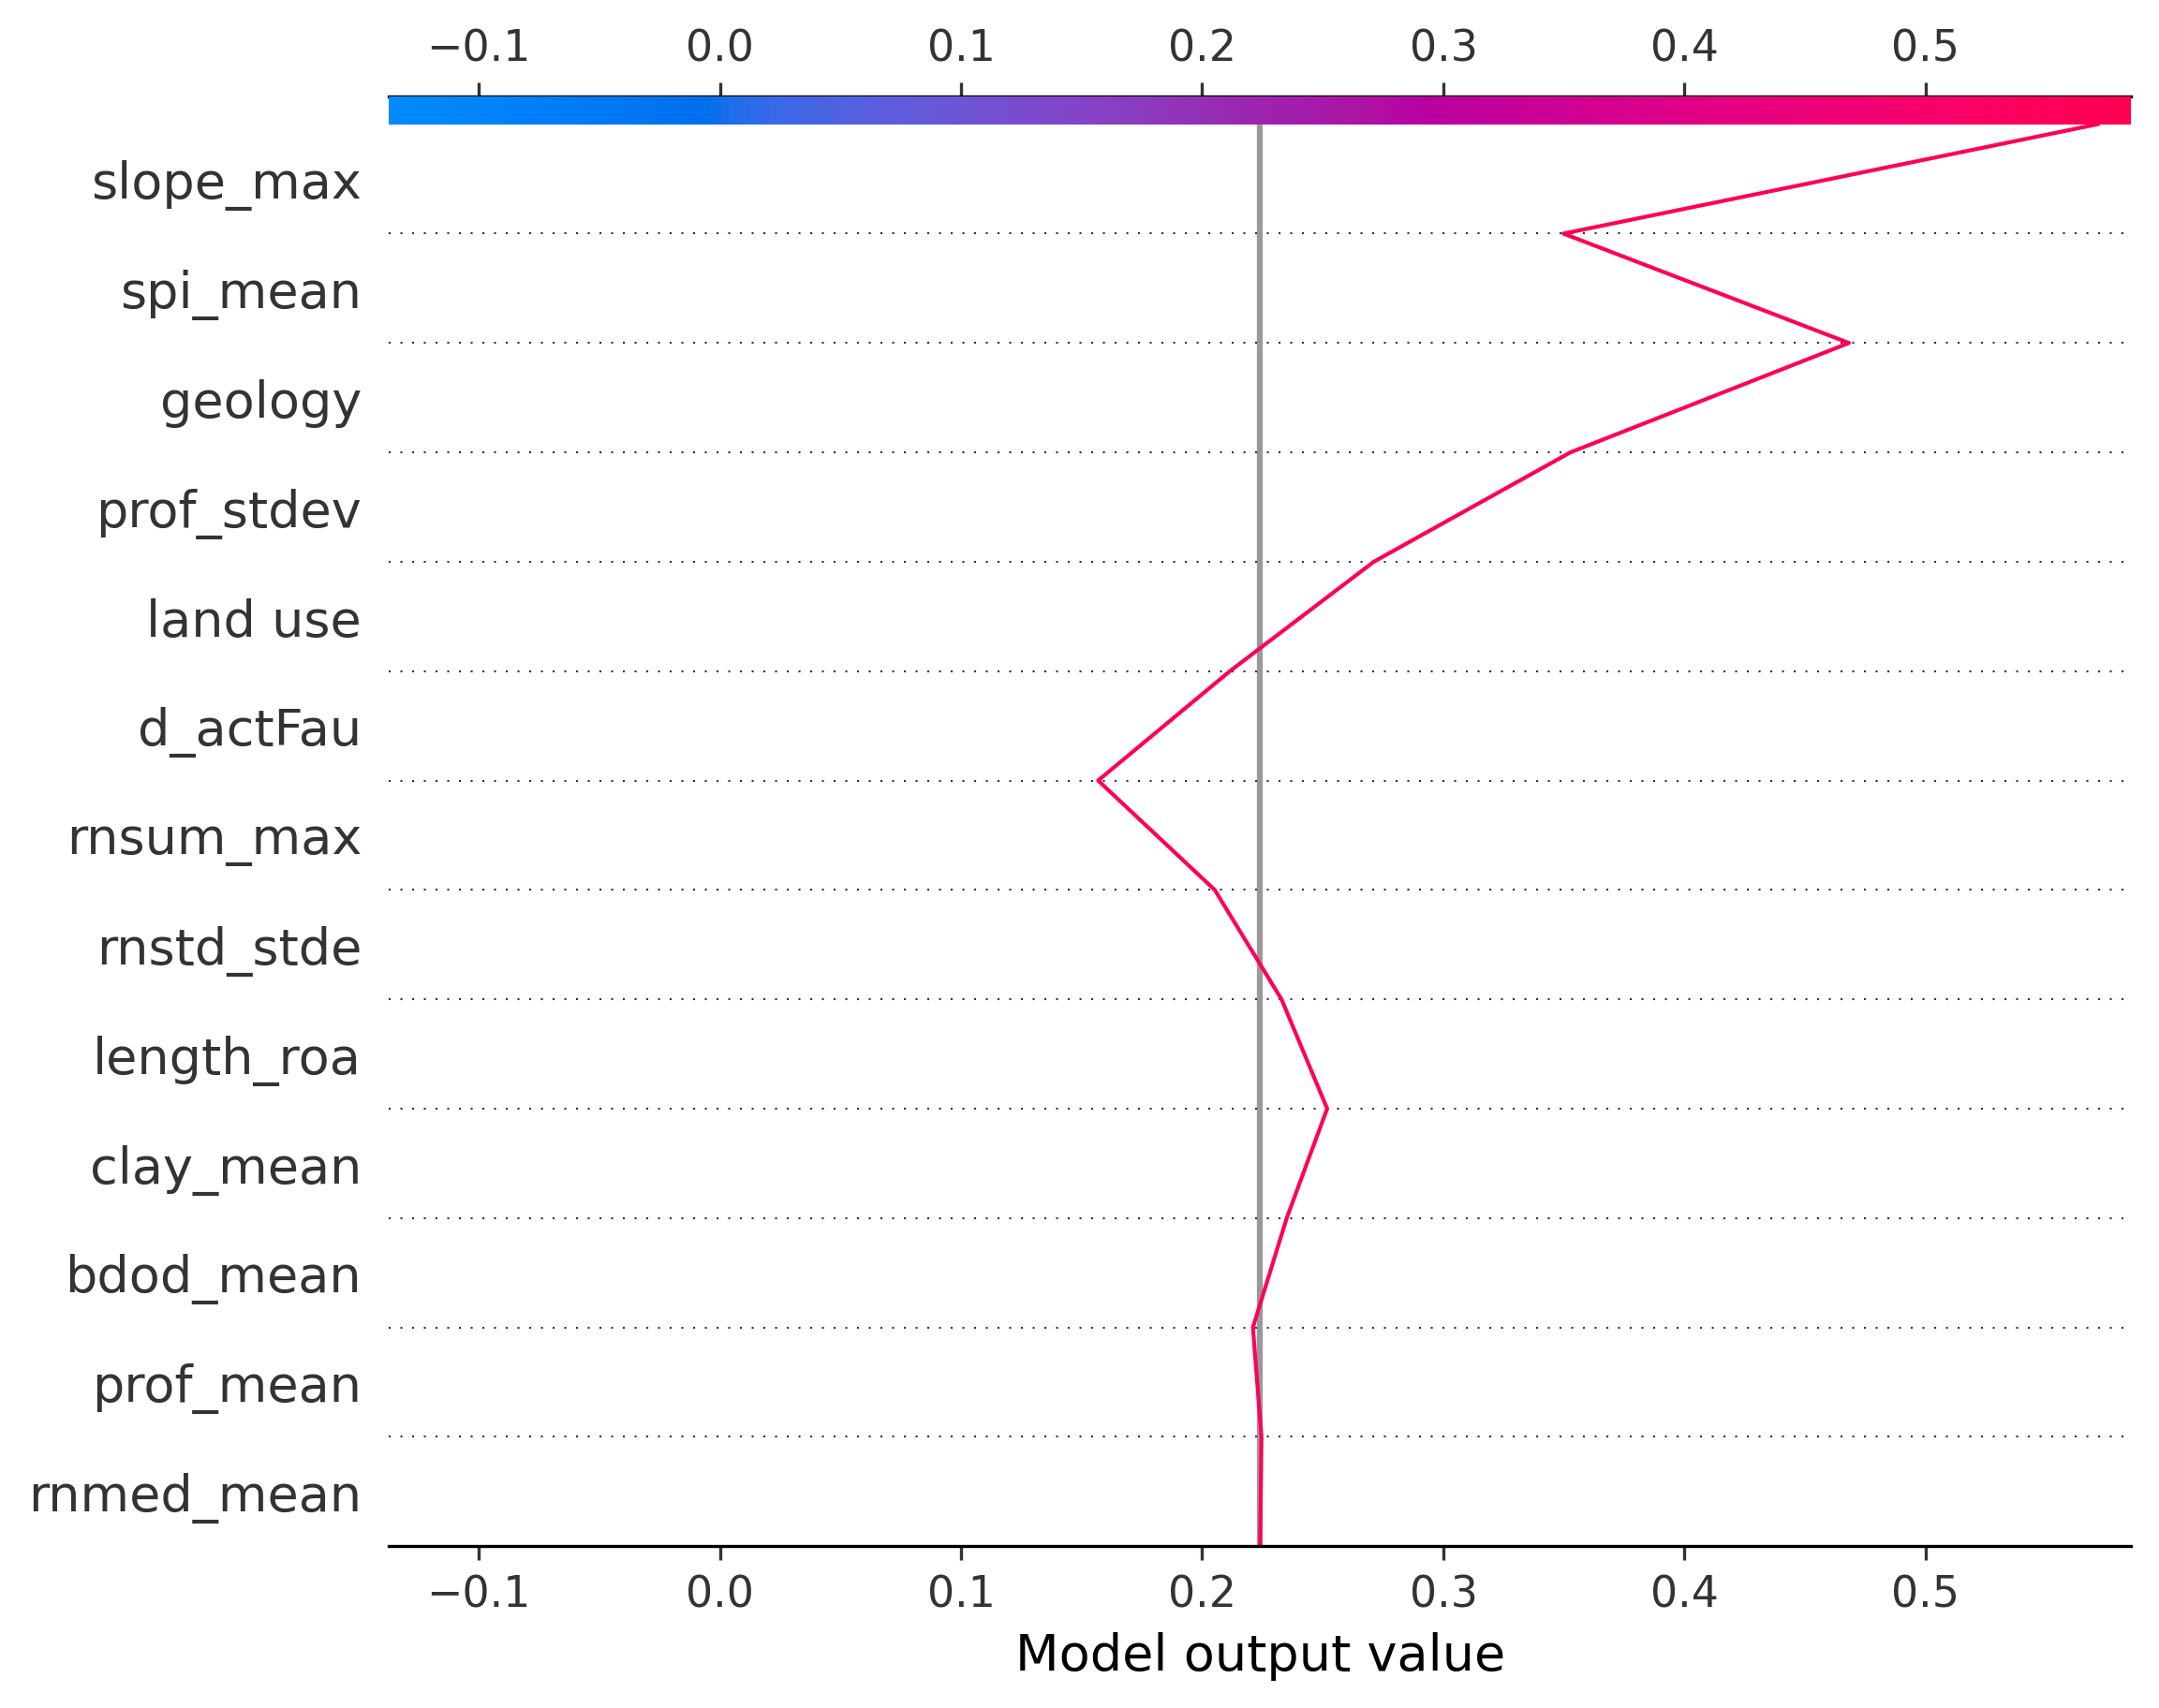 −0.1 0.0 0.1 0.2 0.3 0.4 0.5
slope_max
spi_mean
geology
prof_stdev
land use
d_actFau
rnsum_max
rnstd_stde
length_roa
clay_mean
bdod_mean
prof_mean
rnmed_mean
−0.1 0.0 0.1 0.2 0.3 0.4 0.5
Model output value